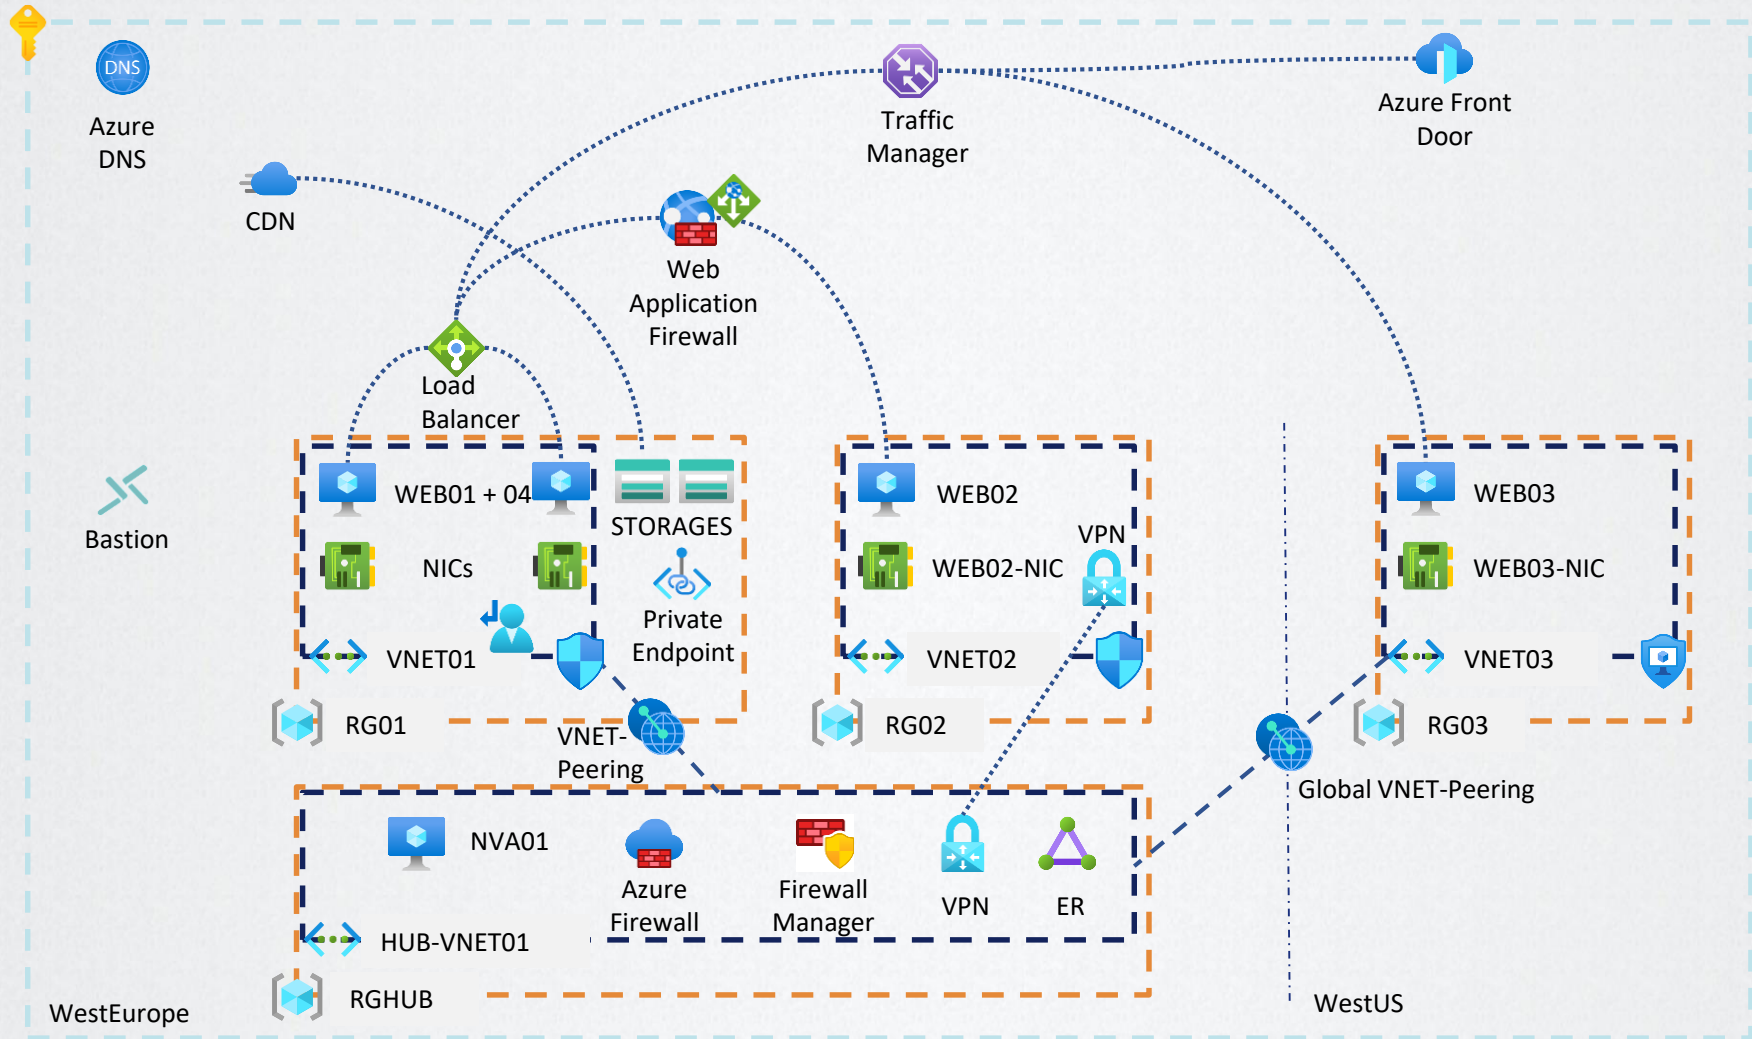 DNS
Azure
DNS
Traffic
Manager
Azure Front
Door
CDN
Web
Application
Firewall
Load
Balancer
Bastion
WEB01 + 04
STORAGES
NICs
Private
Endpoint
VNET01
RG01
VNET-
Peering
WEB02
VPN
WEB02-NIC
VNET02
RG02
WEB03
WEB03-NIC
VNET03
RG03
Global VNET-Peering
NVA01
Azure
Firewall
Firewall
Manager
VPN
ER
HUB-VNET01
RGHUB
WestEurope
WestUS